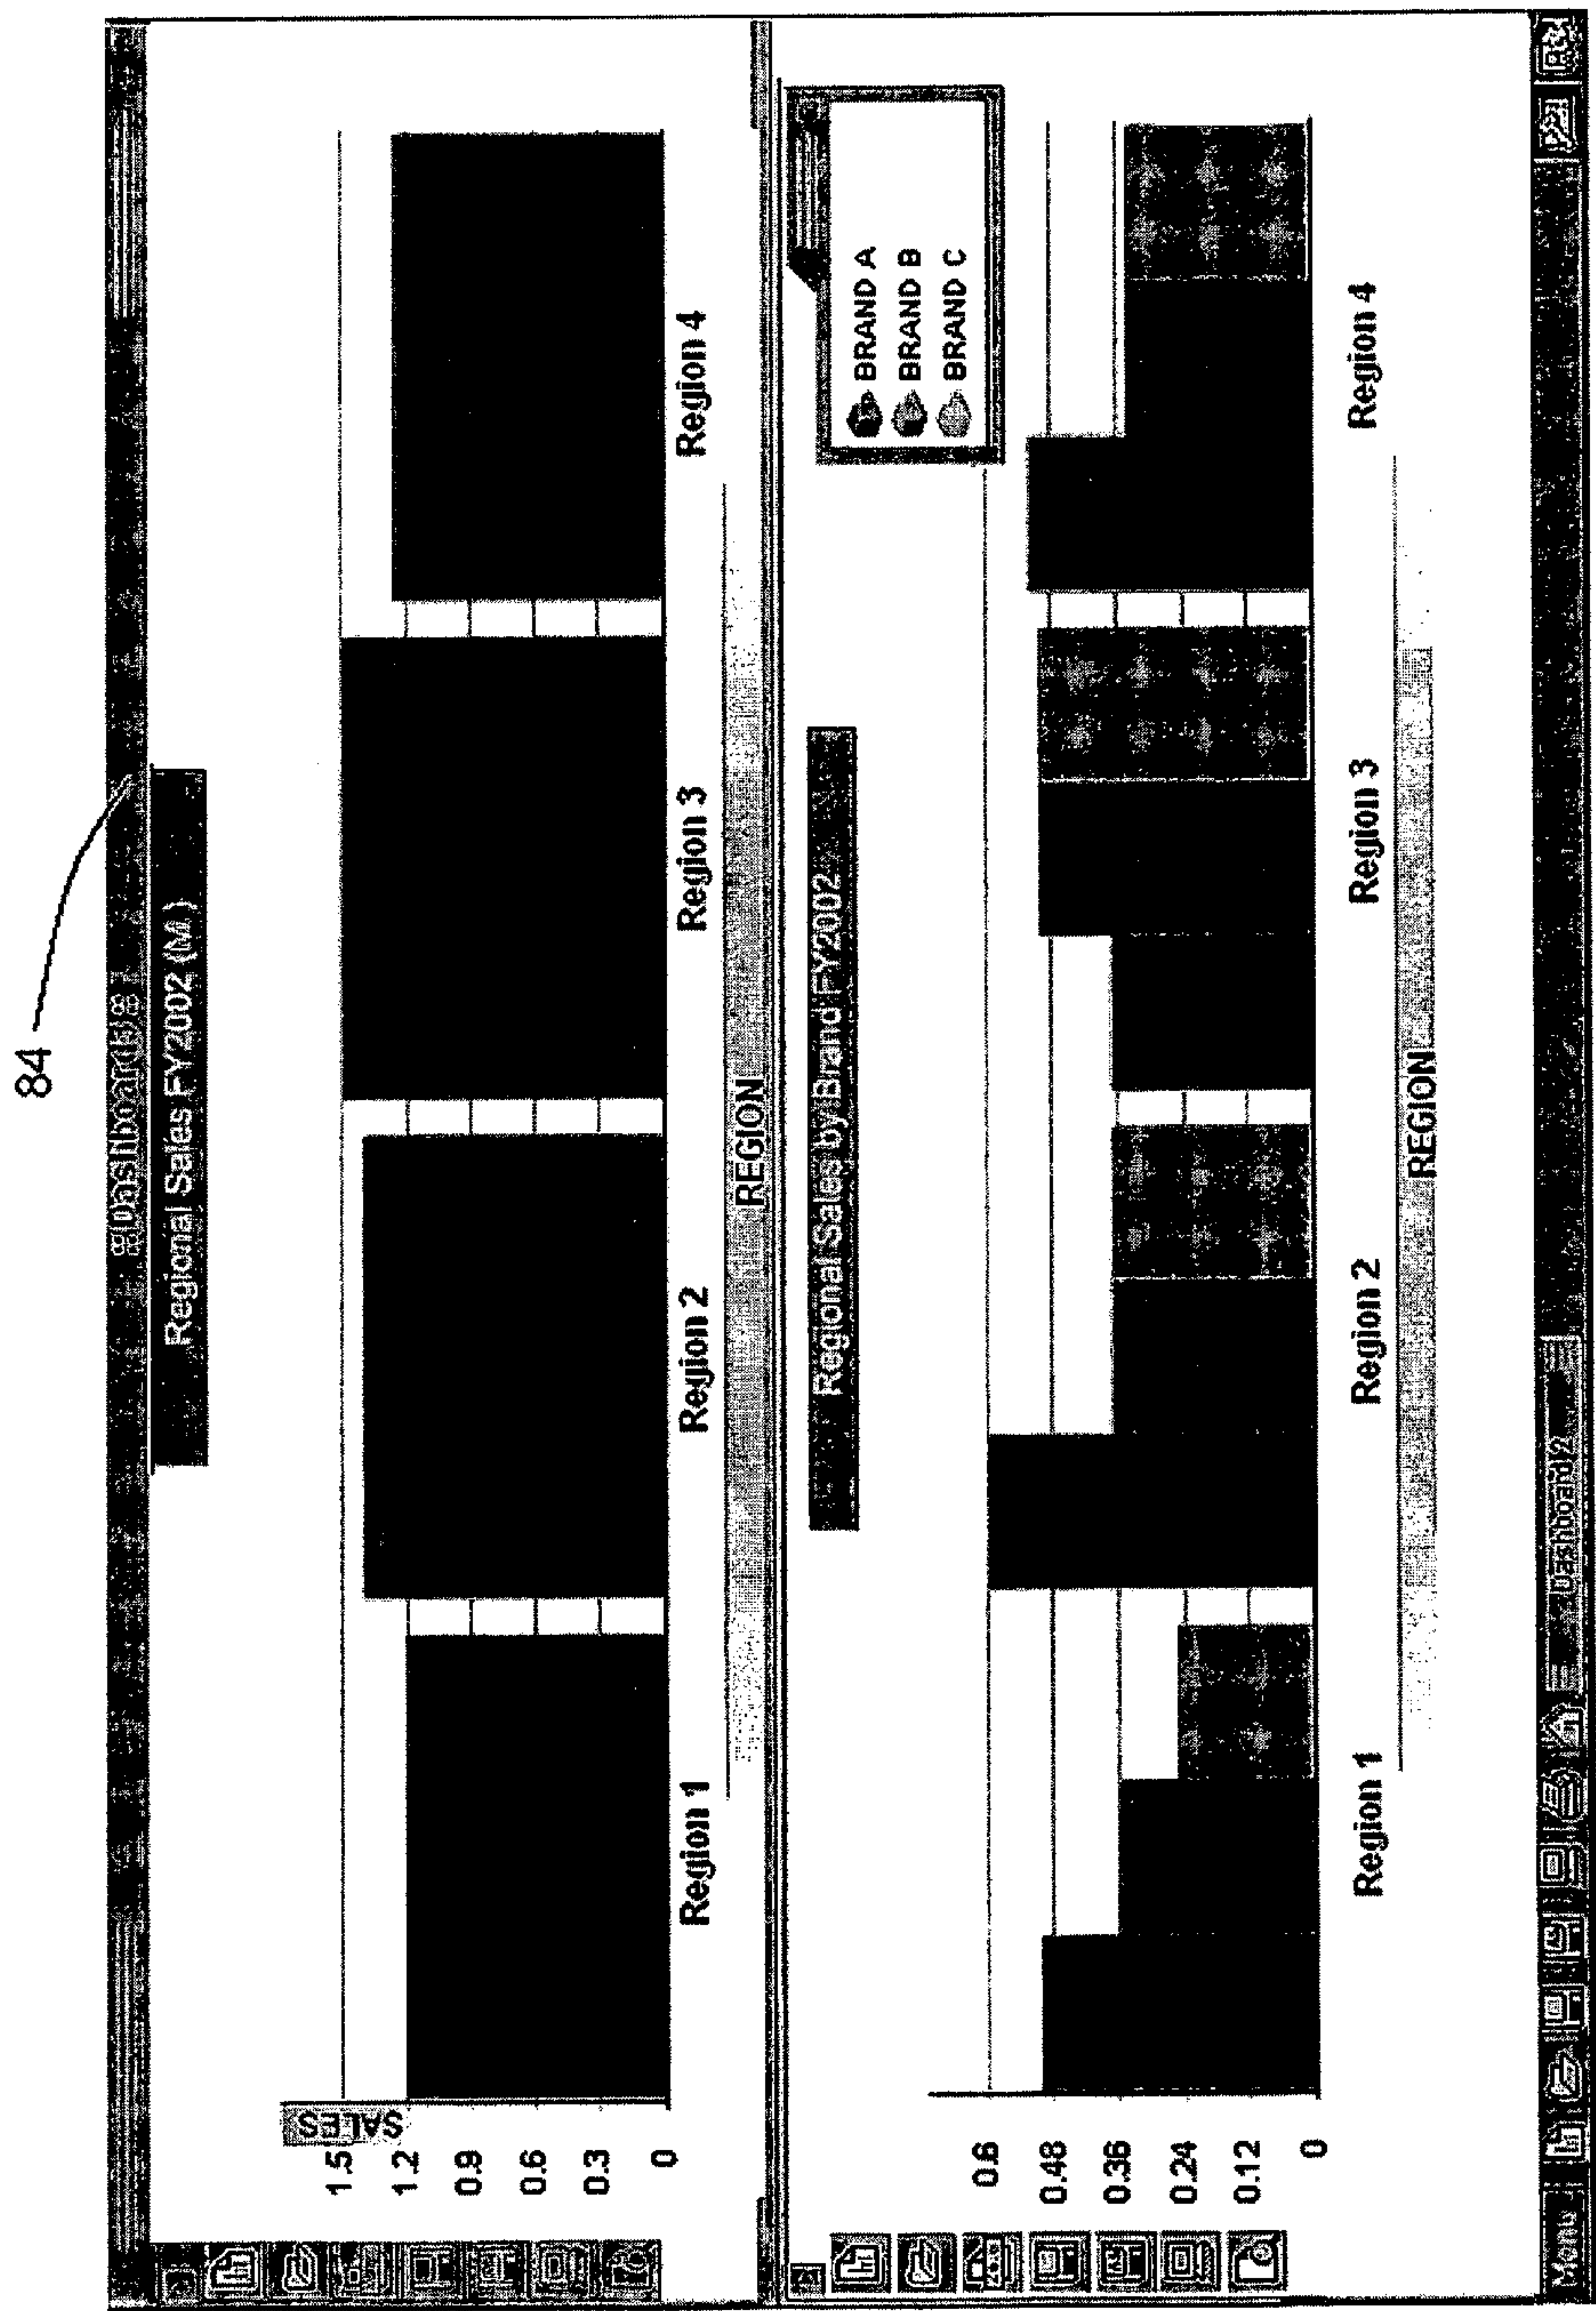 84
Dashboard
Regional Sales FY2002 (M)
SALES
1.5
1.2
0.9
0.6
0.3
0
Region 1
Region 2
Region 3
Region 4
REGION
Regional Sales by Brand FY2002
BRAND A
BRAND B
BRAND C
0.6
0.48
0.36
0.24
0.12
0
Region 1
Region 2
Region 3
Region 4
REGION
Menu
Dashboard 2